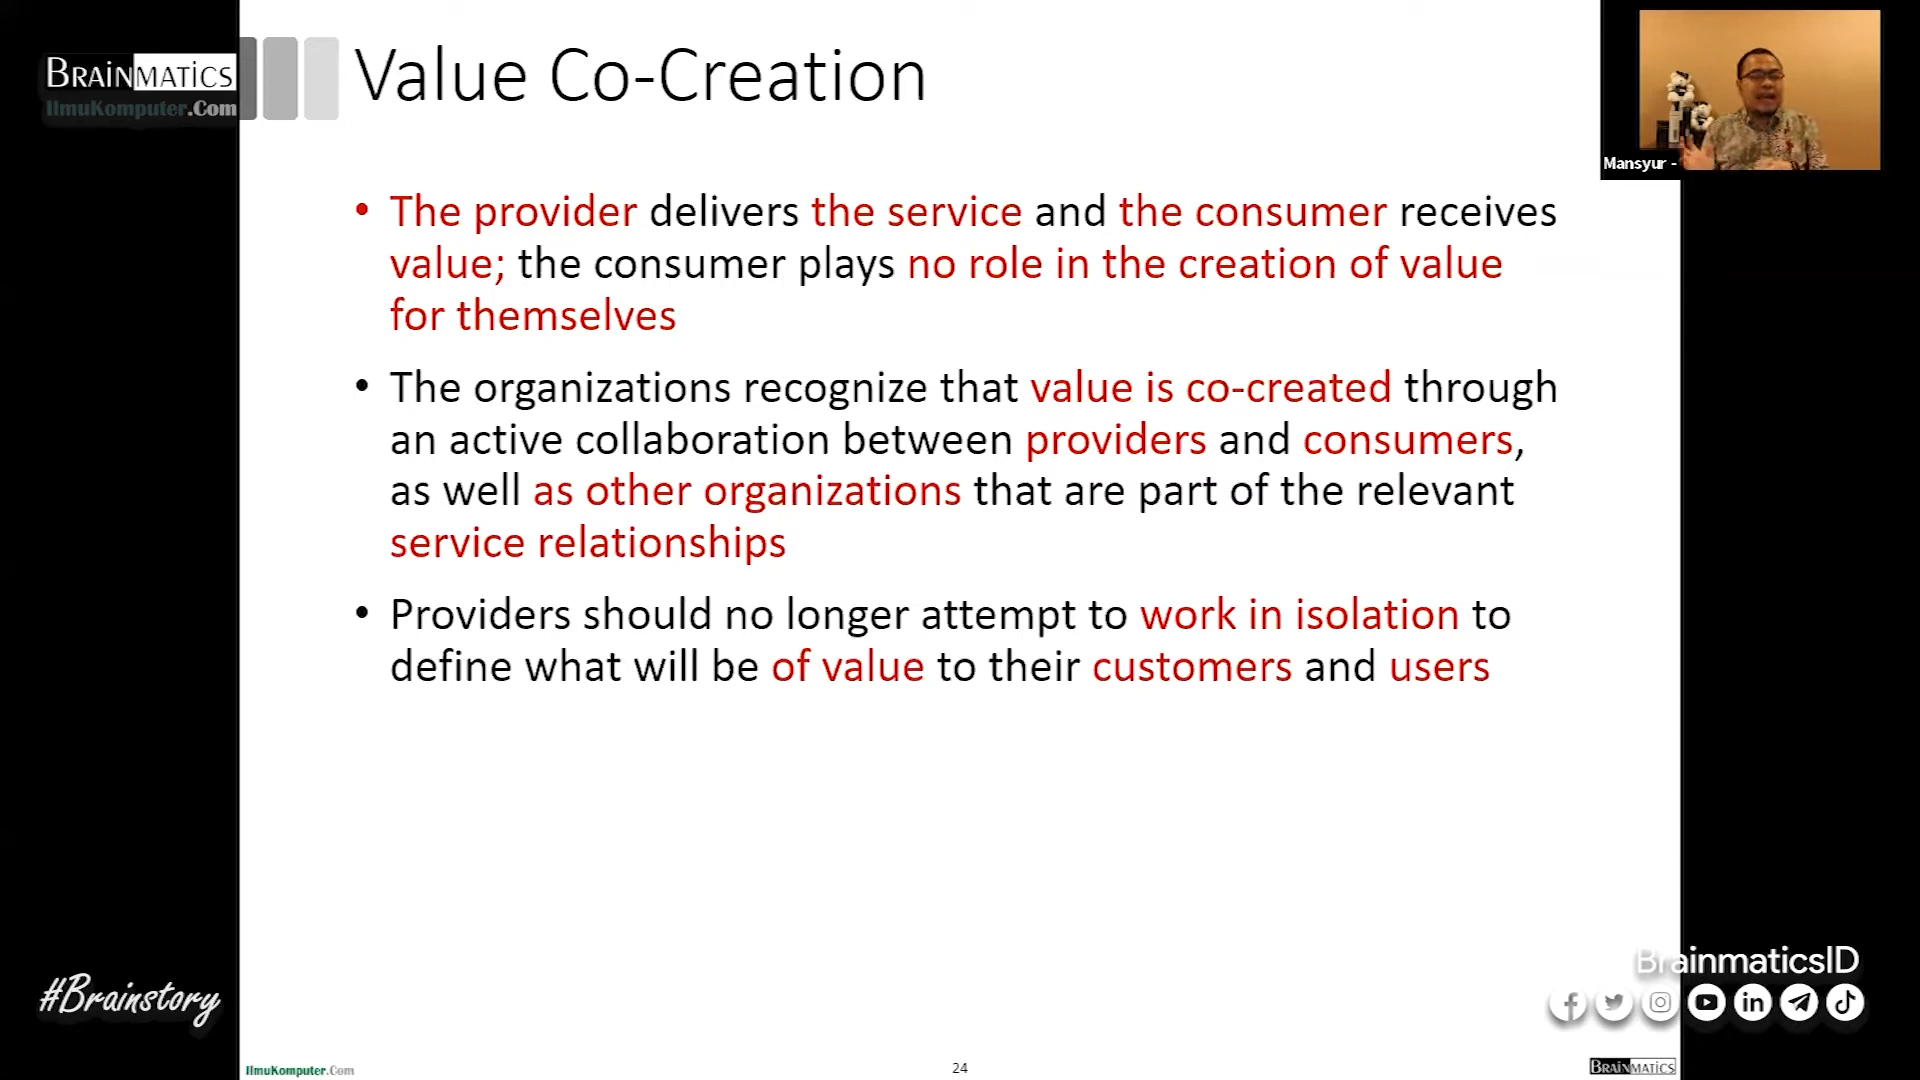 BRAINMATICS
IlmuKomputer.Com
Value Co-Creation
Mansyur -
• The provider delivers the service and the consumer receives
value; the consumer plays no role in the creation of value
for themselves
• The organizations recognize that value is co-created through
an active collaboration between providers and consumers,
as well as other organizations that are part of the relevant
service relationships
• Providers should no longer attempt to work in isolation to
define what will be of value to their customers and users
BrainmaticsID
#Brainstory
IlmuKomputer.Com
24
BRAINMATICS